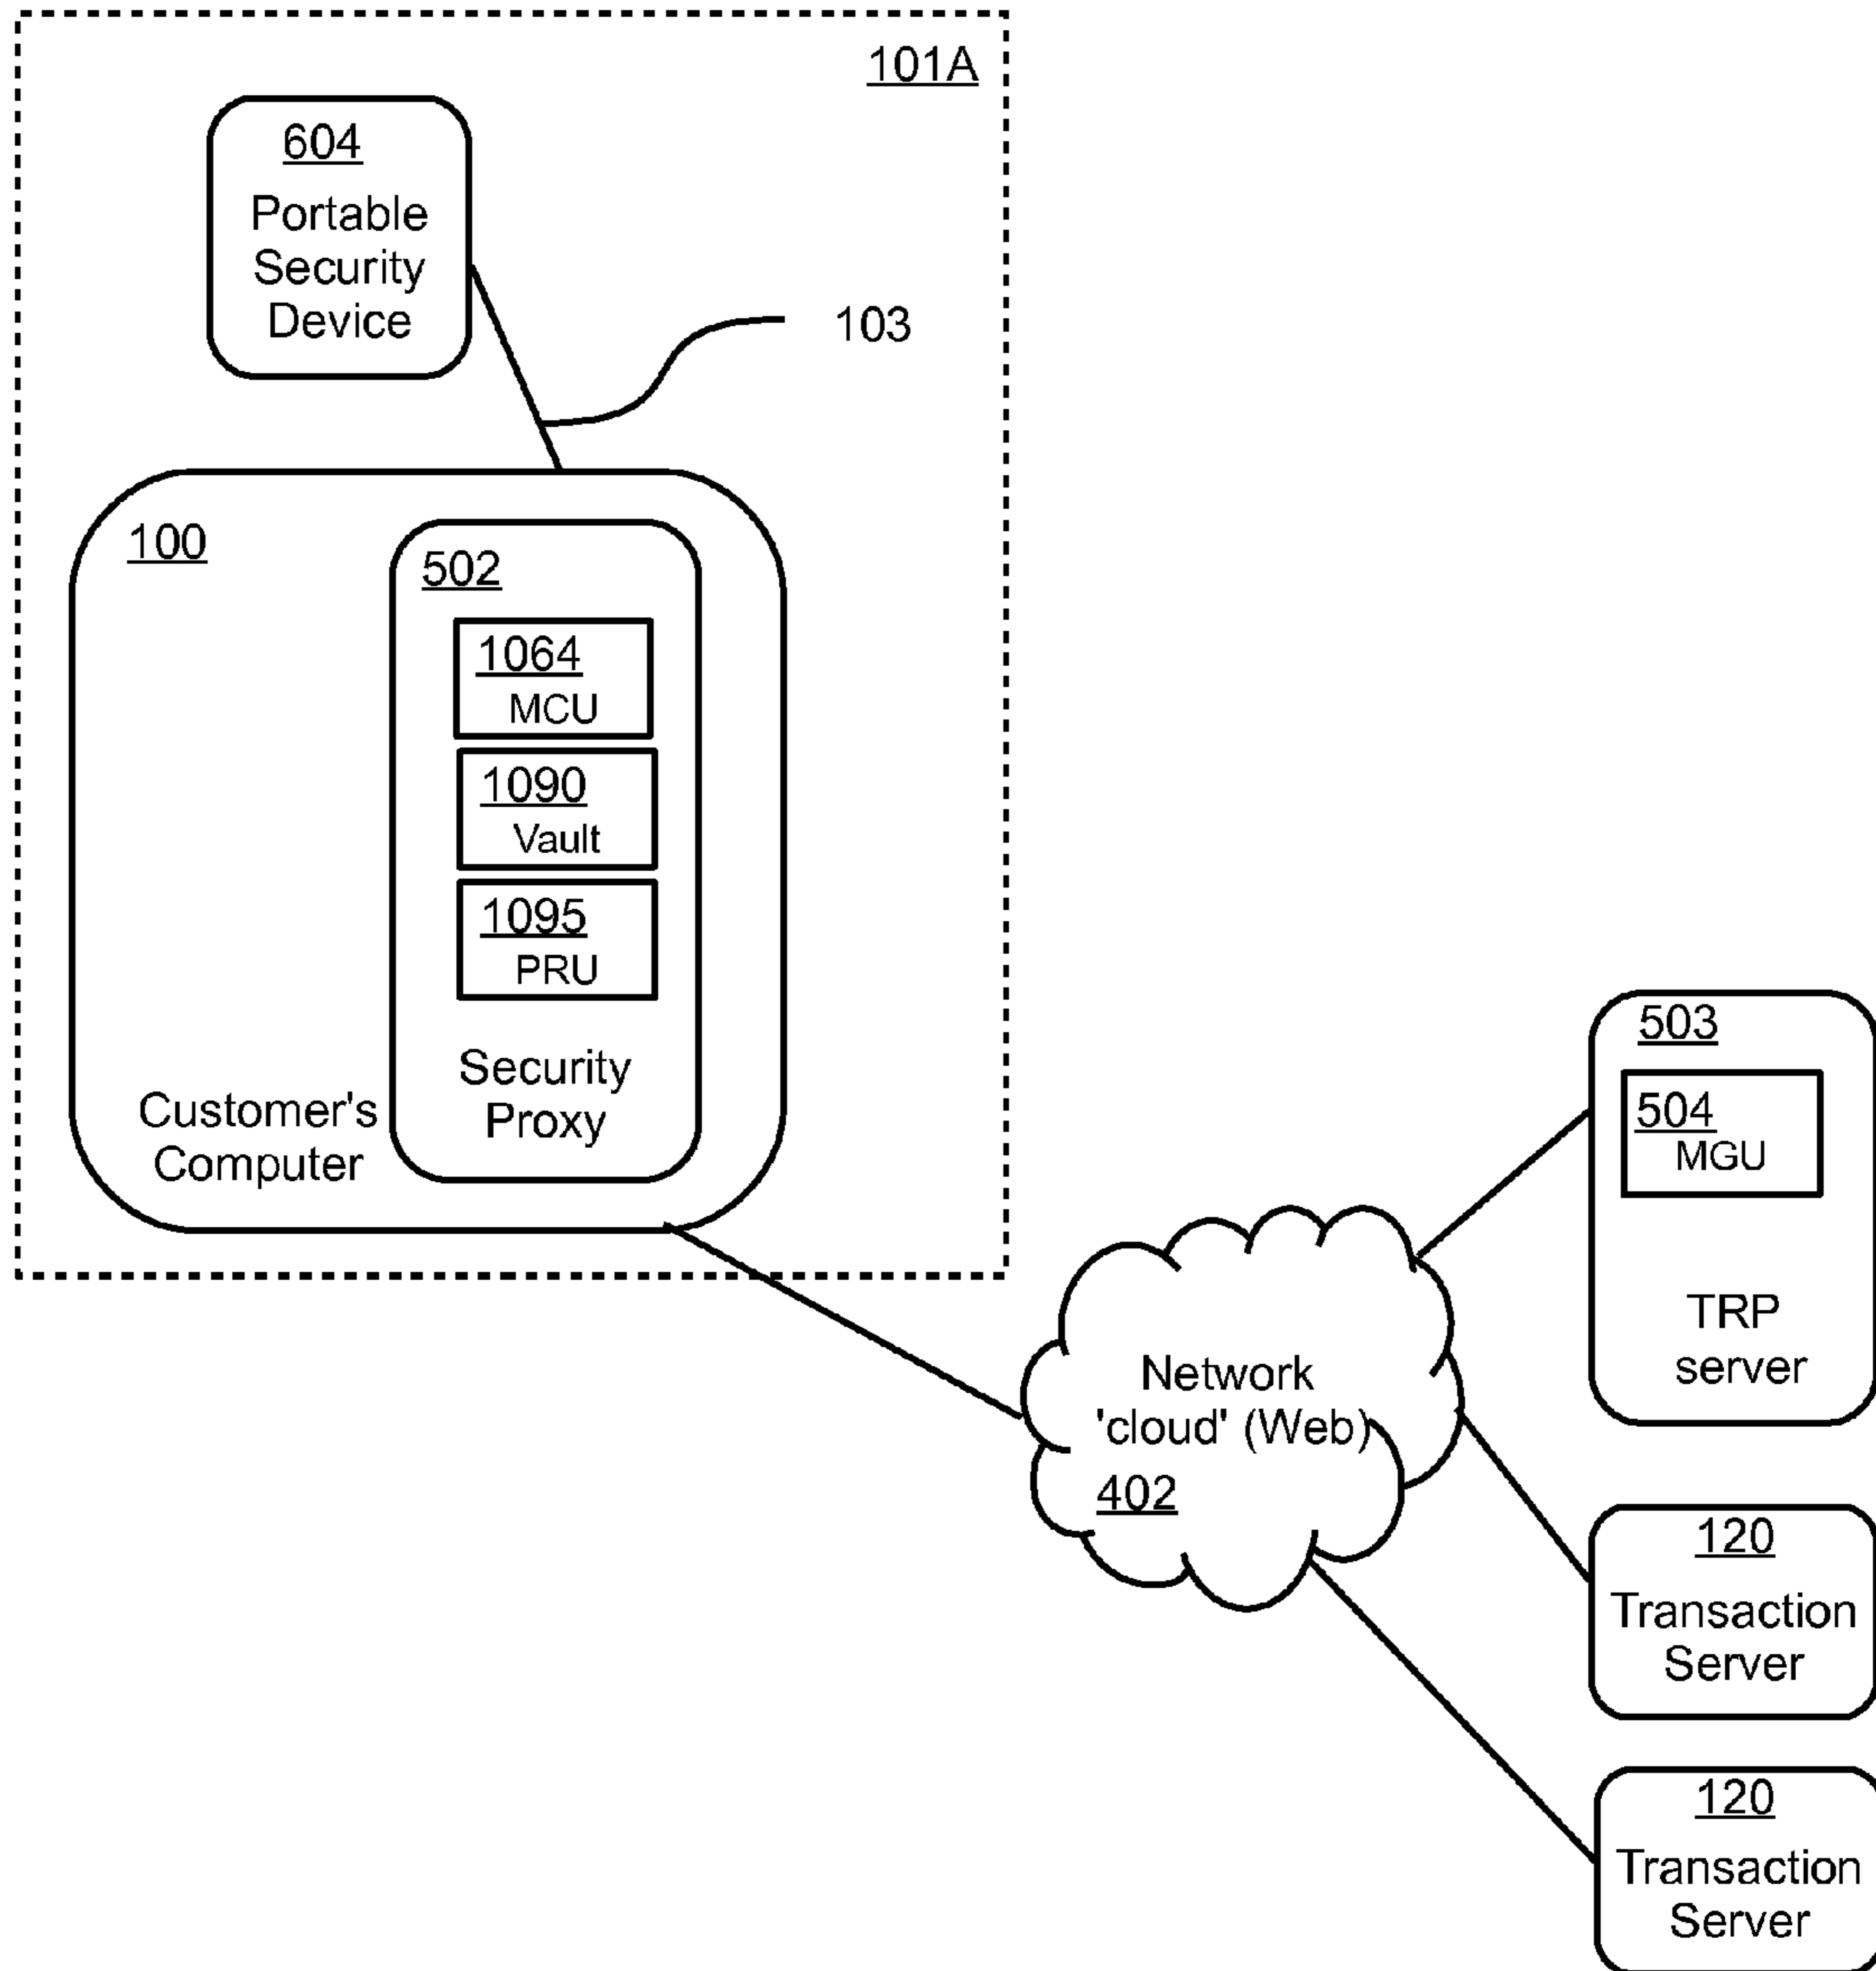 101A
604
Portable
Security
Device
103
100
502
1064
MCU
1090
Vault
1095
PRU
Security
Proxy
Customer's
Computer
503
504
MGU
TRP
server
Network
'cloud' (Web)
402
120
Transaction
Server
120
Transaction
Server